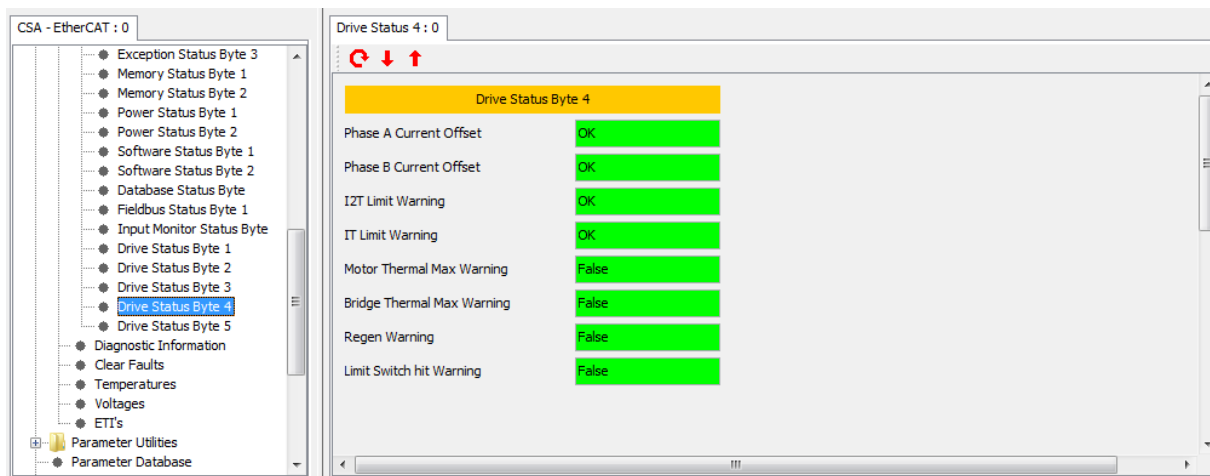 CSA - EtherCAT : 0
Exception Status Byte 3
Memory Status Byte 1
Memory Status Byte 2
Power Status Byte 1
Power Status Byte 2
Software Status Byte 1
Software Status Byte 2
Database Status Byte
Fieldbus Status Byte 1
Input Monitor Status Byte
Drive Status Byte 1
Drive Status Byte 2
Drive Status Byte 3
Drive Status Byte 4
Drive Status Byte 5
Diagnostic Information
Clear Faults
Temperatures
Voltages
ETI's
Parameter Utilities
Parameter Database
Drive Status 4 : 0
Drive Status Byte 4
Phase A Current Offset OK
Phase B Current Offset OK
I2T Limit Warning OK
IT Limit Warning OK
Motor Thermal Max Warning False
Bridge Thermal Max Warning False
Regen Warning False
Limit Switch hit Warning False